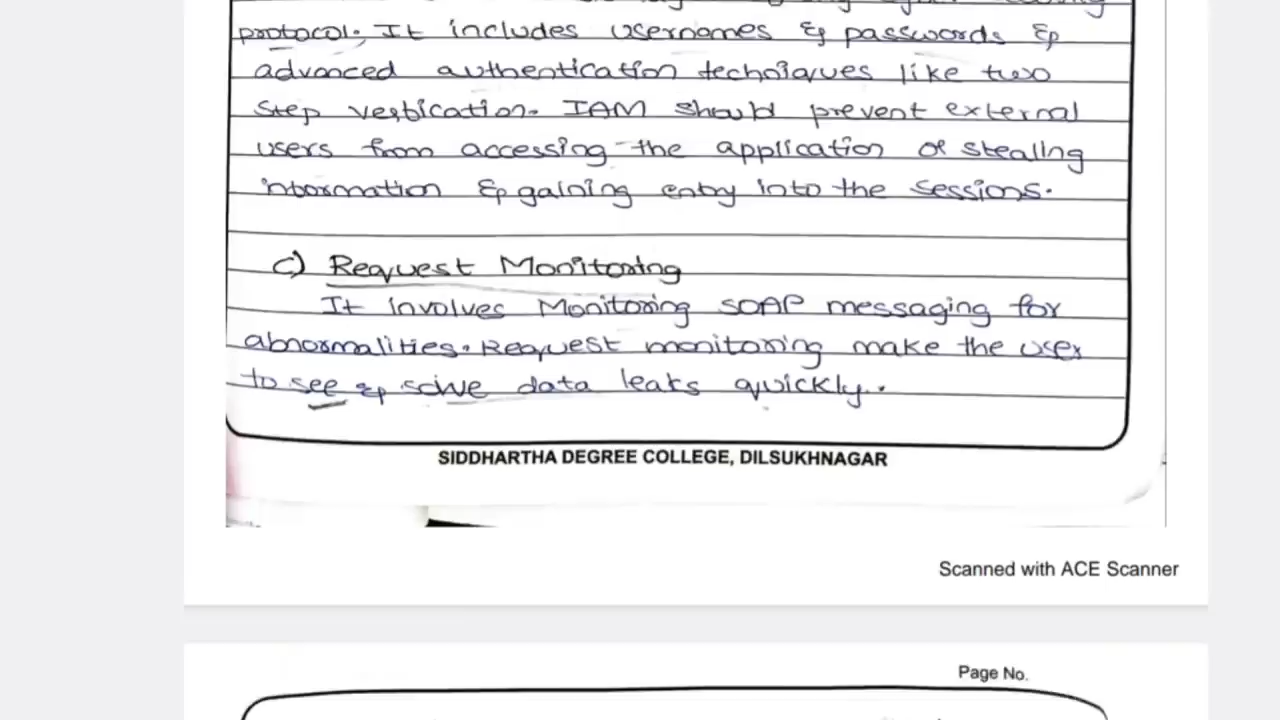 protocol. It includes usernames & passwords &
advanced authentication techniques like two
step verification. IAM should prevent external
users from accessing the application or stealing
information & gaining entry into the sessions.
c) Request Monitoring
It involves Monitoring SOAP messaging for
abnormalities. Request monitoring make the user
to see & solve data leaks quickly.
SIDDHARTHA DEGREE COLLEGE, DILSUKHNAGAR
Scanned with ACE Scanner
Page No.